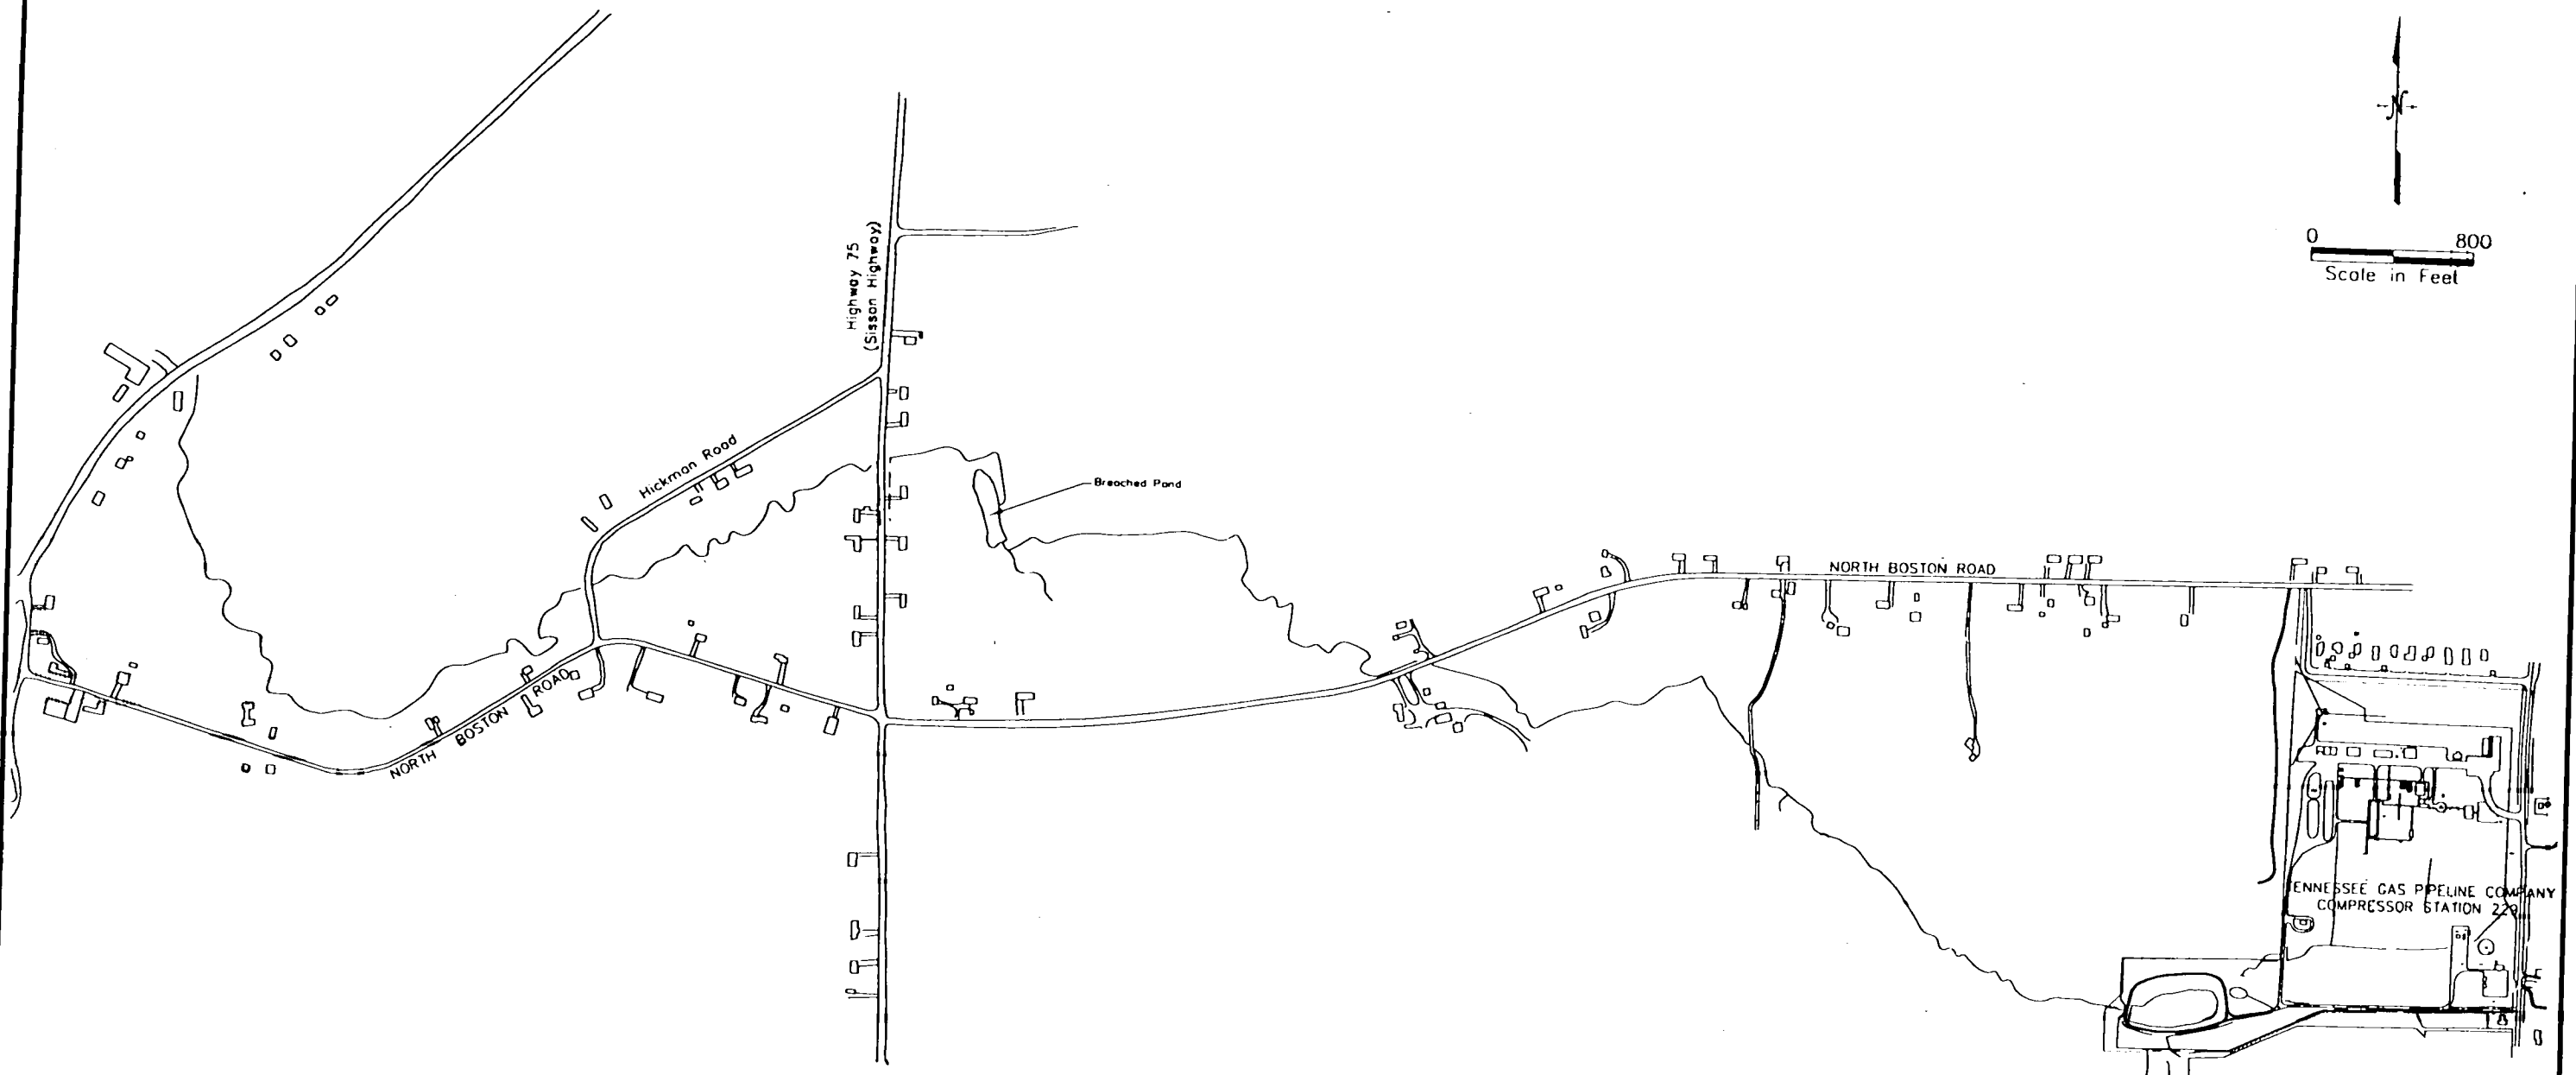 N
0 800
Scale in Feet
Highway 75
(Sisson Highway)
Hickman Road
Breached Pond
NORTH BOSTON ROAD
NORTH BOSTON ROAD
TENNESSEE GAS PIPELINE COMPANY
COMPRESSOR STATION 229